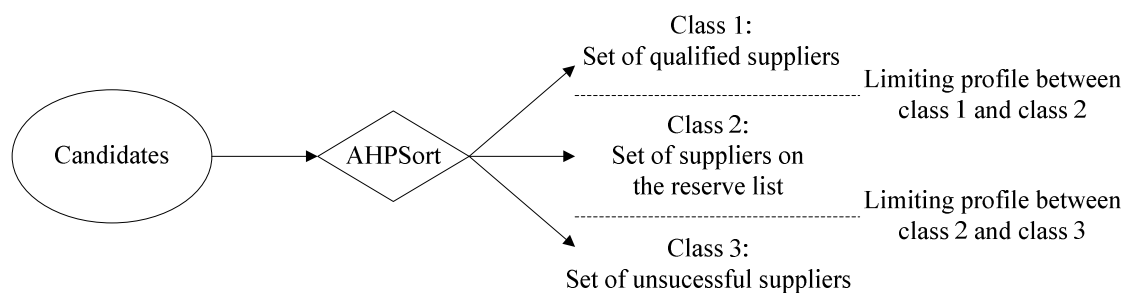 Candidates
AHPSort
Class 1:
Set of qualified suppliers
Limiting profile between
class 1 and class 2
Class 2:
Set of suppliers on
the reserve list
Limiting profile between
class 2 and class 3
Class 3:
Set of unsucessful suppliers